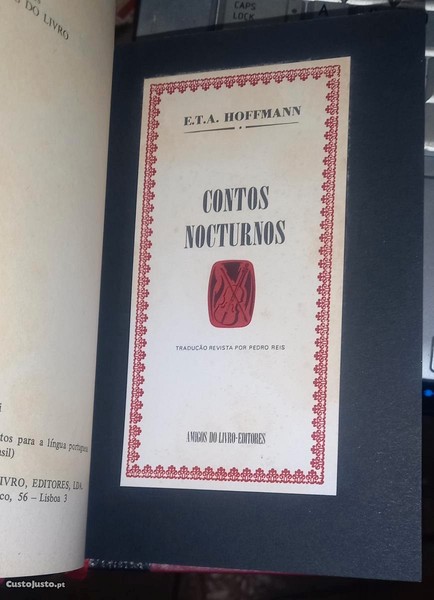 S DO LIVRO
CAPS
LOCK
E.T.A. HOFFMANN
CONTOS
NOCTURNOS
TRADUÇÃO REVISTA POR PEDRO REIS
AMIGOS DO LIVRO-EDITORES
tos para a língua portuguesa
sil)
IVRO, EDITORES, LDA.
co, 56 – Lisboa 3
CustoJusto.pt